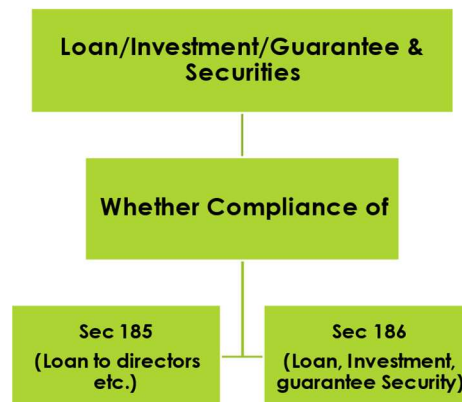 Loan/Investment/Guarantee &
Securities
Whether Compliance of
Sec 185
(Loan to directors
etc.)
Sec 186
(Loan, Investment,
guarantee Security)